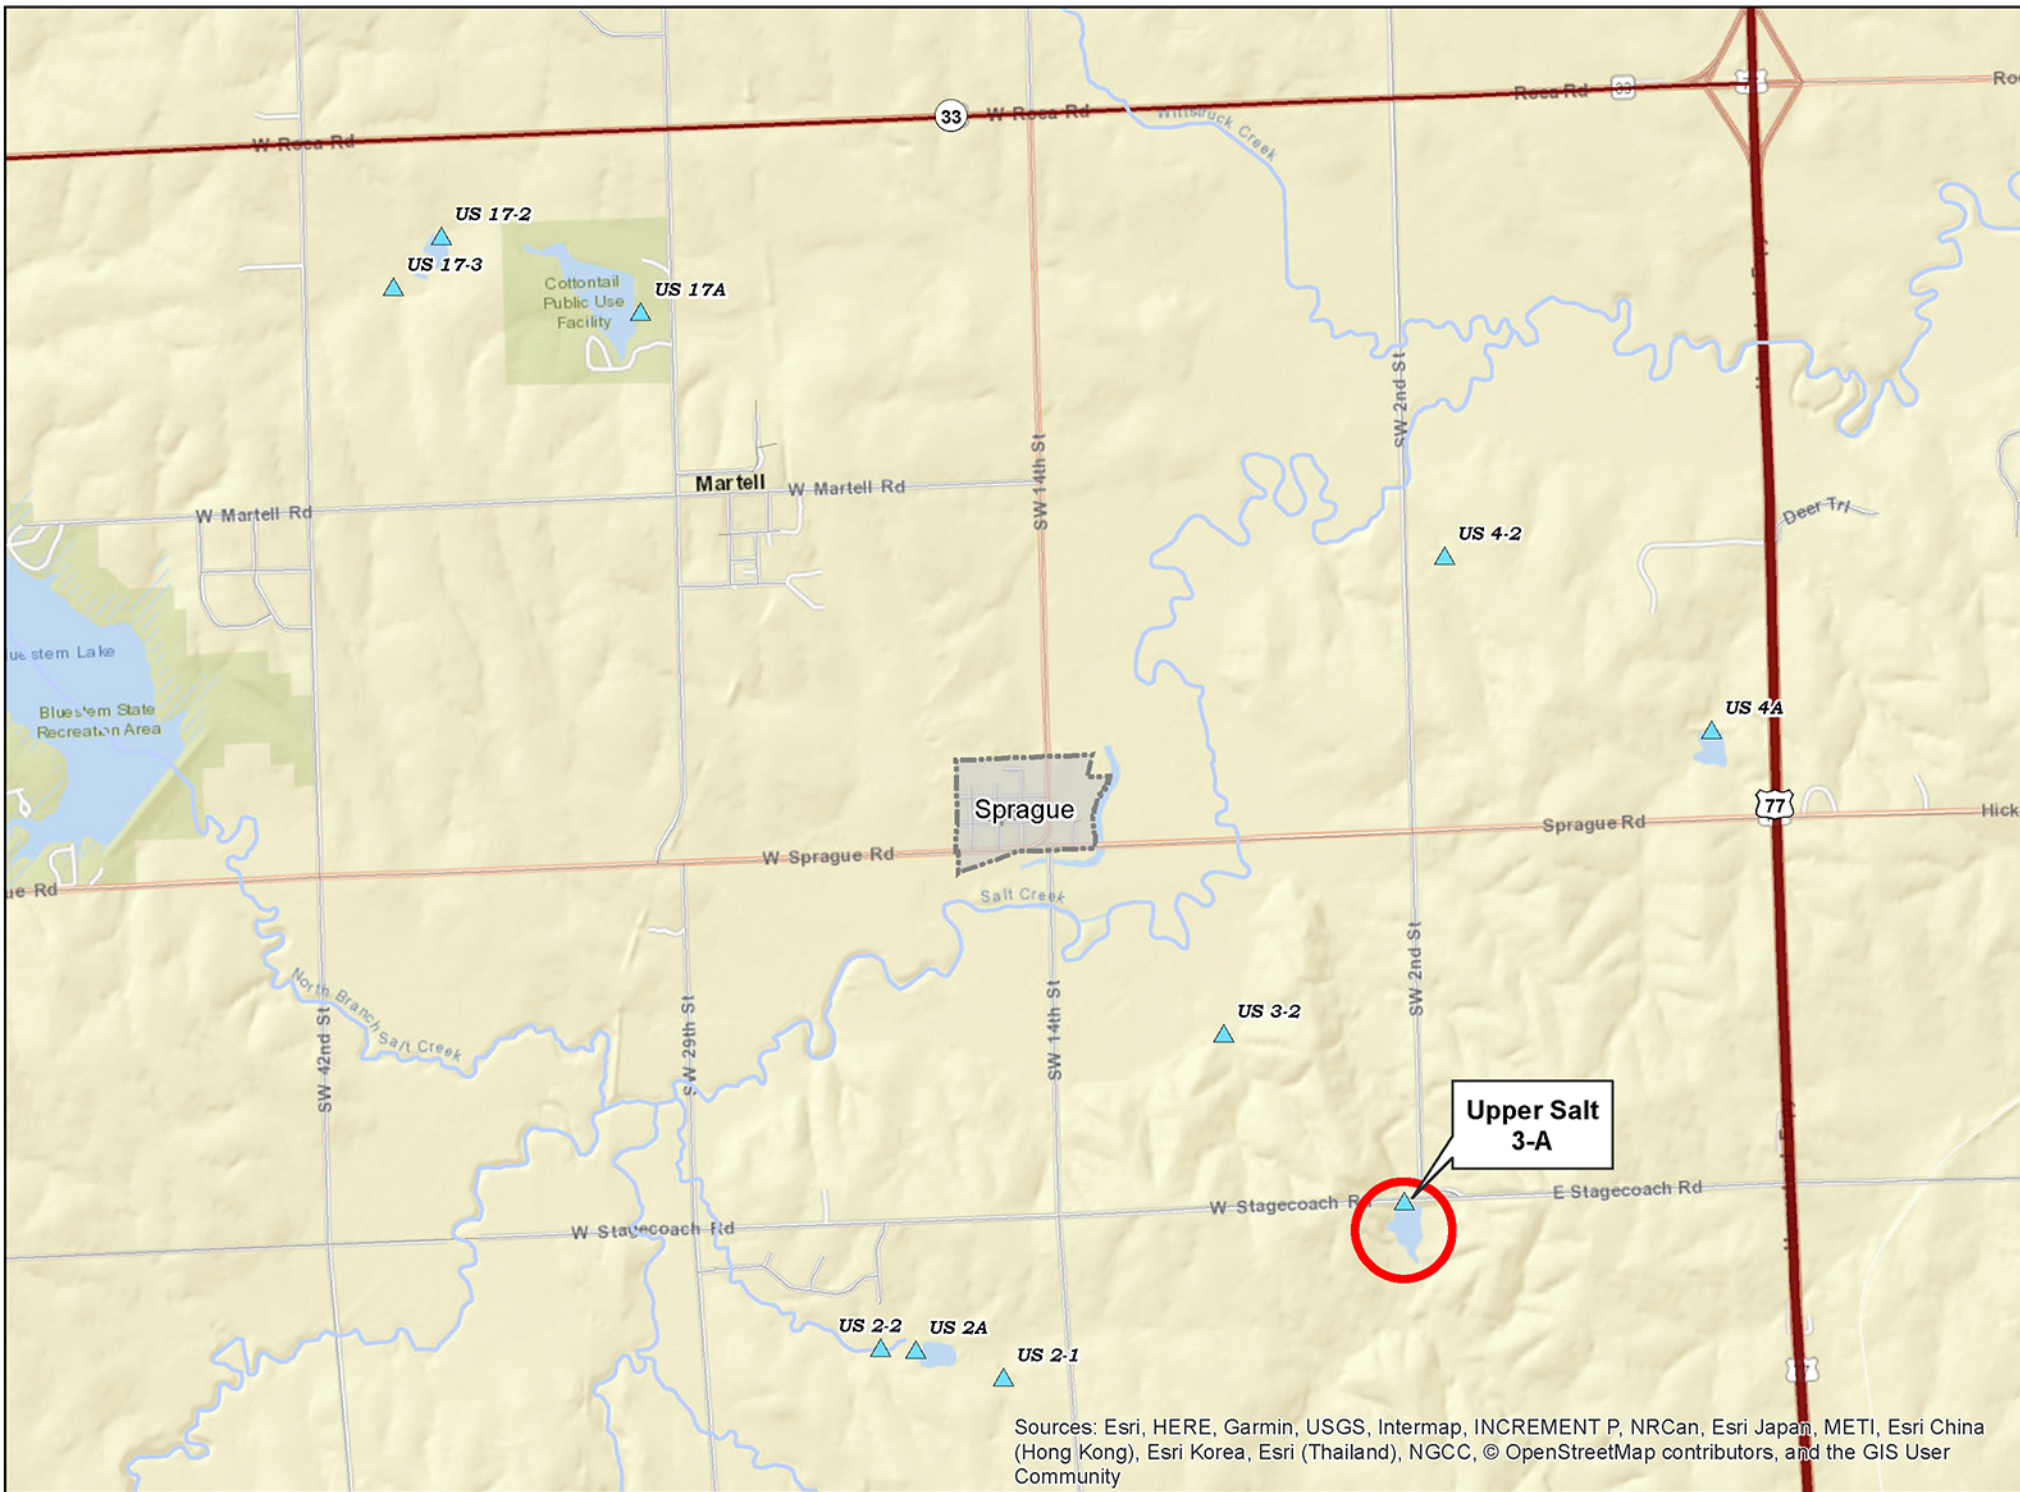 33
W Roca Rd
Roca Rd
33
W Roca Rd
Wittstruck Creek
US 17-2
US 17-3
Cottontail
Public Use
Facility
US 17A
SW 2nd St
SW 14th St
Martell
W Martell Rd
W Martell Rd
Deer Trl
US 4-2
Bluestem State
Recreation Area
US 4A
Sprague
77
Sprague Rd
W Sprague Rd
Salt Creek
North Branch Salt Creek
SW 2nd St
SW 42nd St
SW 29th St
SW 14th St
US 3-2
Upper Salt
3-A
W Stagecoach
E Stagecoach Rd
W Stagecoach Rd
US 2-2
US 2A
US 2-1
Sources: Esri, HERE, Garmin, USGS, Intermap, INCREMENT P, NRCan, Esri Japan, METI, Esri China
(Hong Kong), Esri Korea, Esri (Thailand), NGCC, © OpenStreetMap contributors, and the GIS User
Community